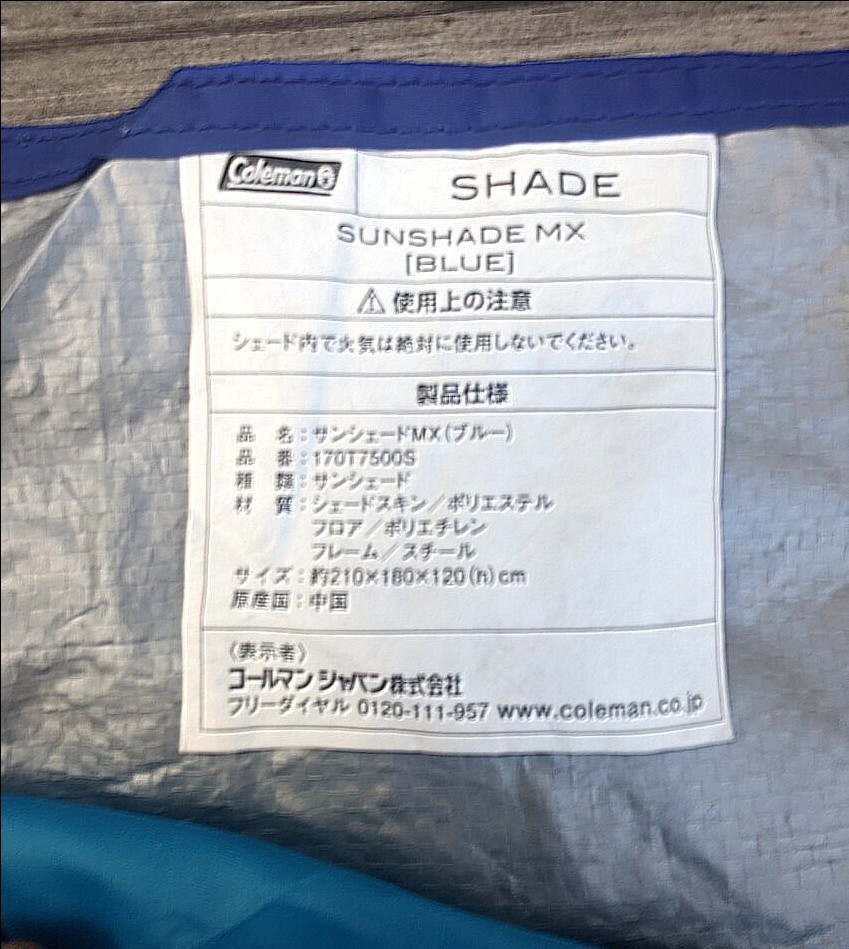 Coleman
SHADE
SUNSHADE MX
[BLUE]
⚠使用上の注意
シェード内で火気は絶対に使用しないでください。
製品仕様
品 名：サンシェードMX（ブルー）
品 番：170T7500S
種 類：サンシェード
材 質：シェードスキン／ポリエステル
フロア／ポリエチレン
フレーム／スチール
サイズ：約210×180×120(h)cm
原産国：中国
〈表示者〉
コールマン ジャパン株式会社
フリーダイヤル 0120-111-957 www.coleman.co.jp